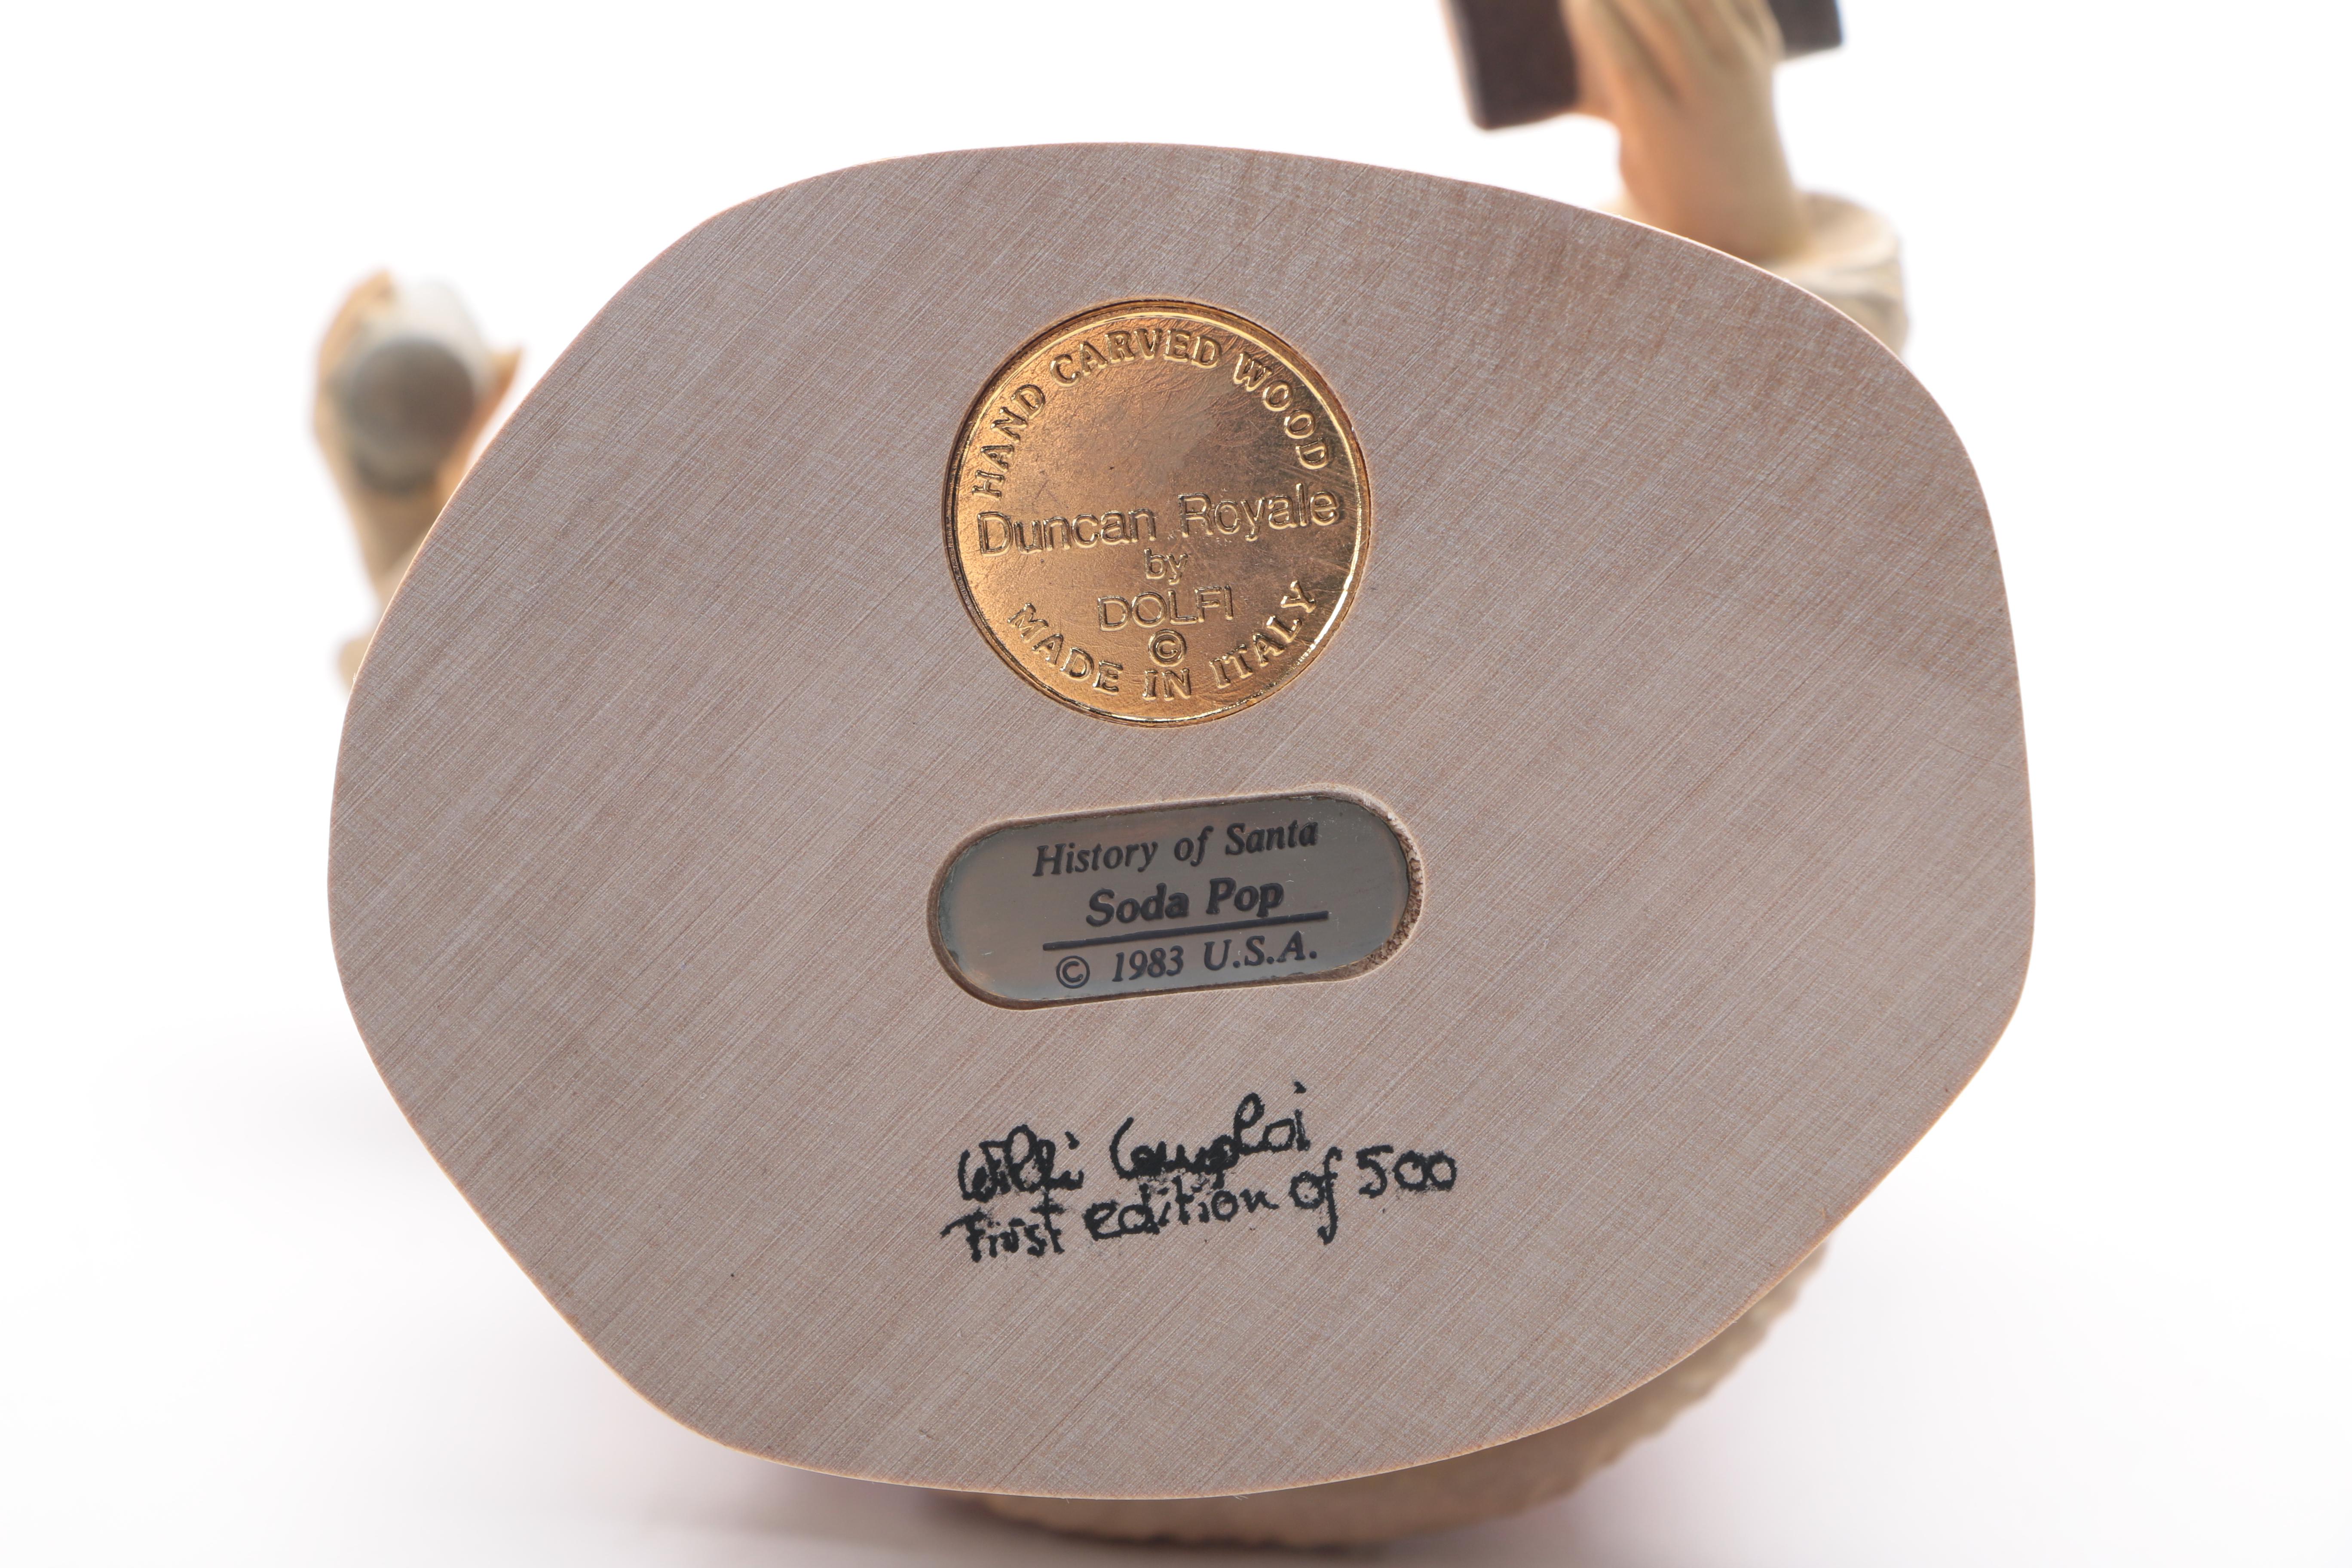 HAND CARVED WOOD
Duncan Royale
by
DOLFI
©
MADE IN ITALY
History of Santa
Soda Pop
© 1983 U.S.A.
Willi
First edition of 500